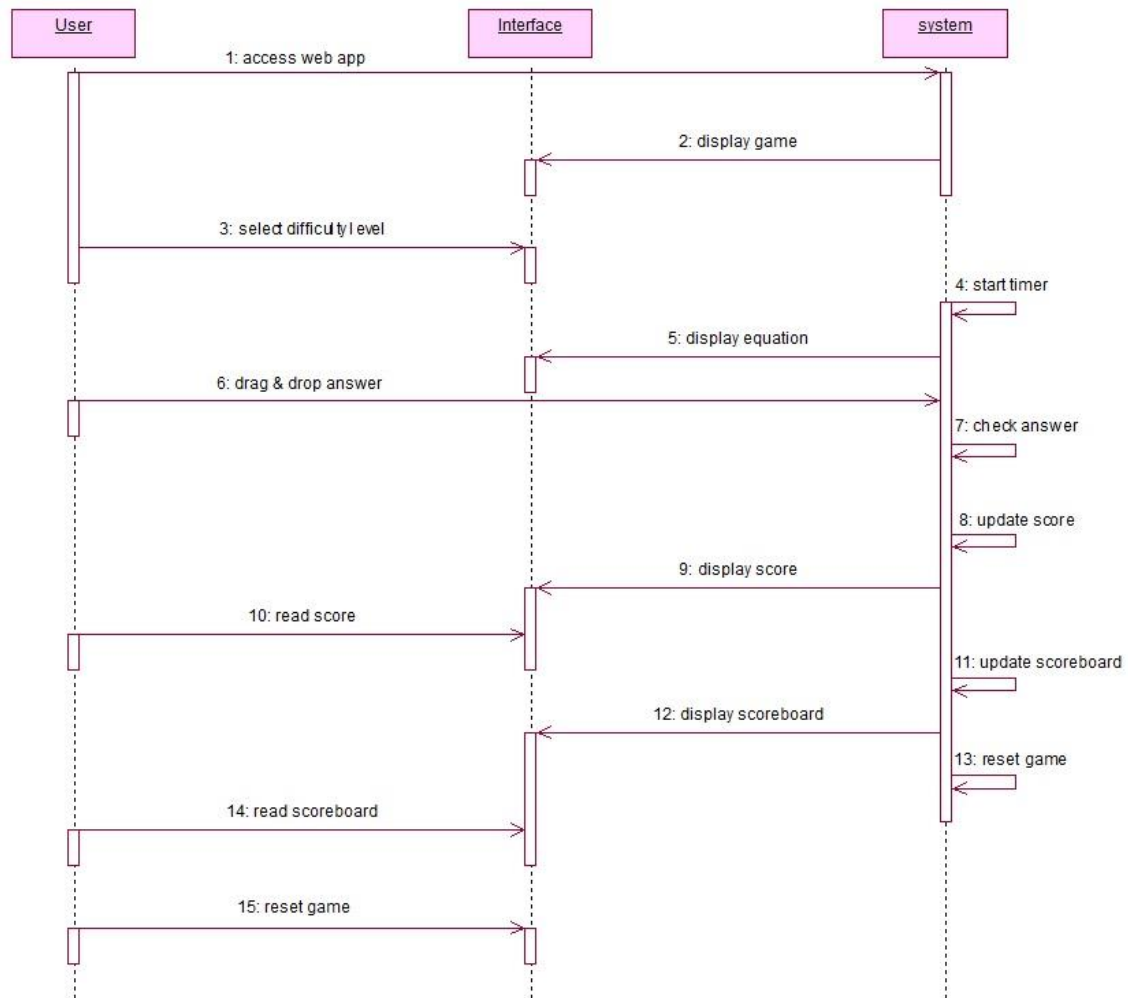 User
Interface
system
1: access web app
2: display game
3: select difficulty level
4: start timer
5: display equation
6: drag & drop answer
7: check answer
8: update score
9: display score
10: read score
11: update scoreboard
12: display scoreboard
13: reset game
14: read scoreboard
15: reset game